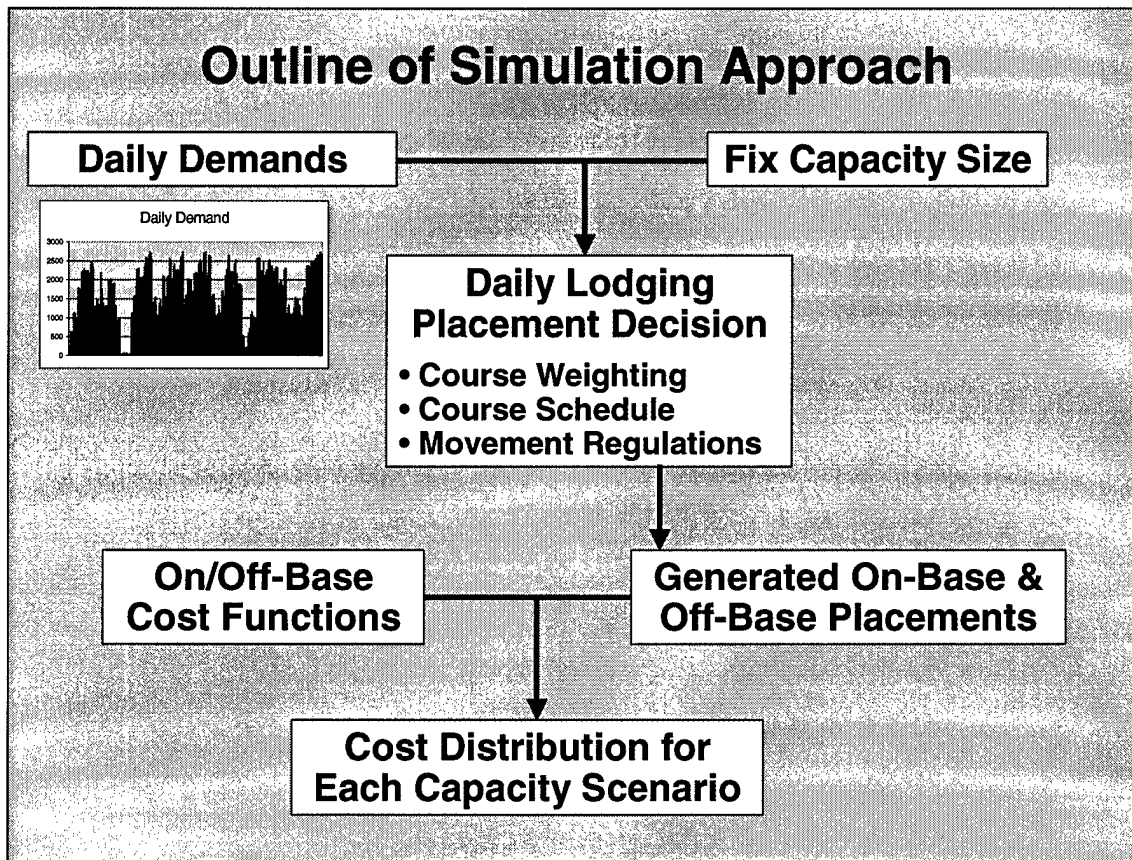 Outline of Simulation Approach
Daily Demands
Fix Capacity Size
Daily Demand
3000
2500
2000
1500
1000
500
0
Daily Lodging
Placement Decision
• Course Weighting
• Course Schedule
• Movement Regulations
On/Off-Base
Cost Functions
Generated On-Base &
Off-Base Placements
Cost Distribution for
Each Capacity Scenario